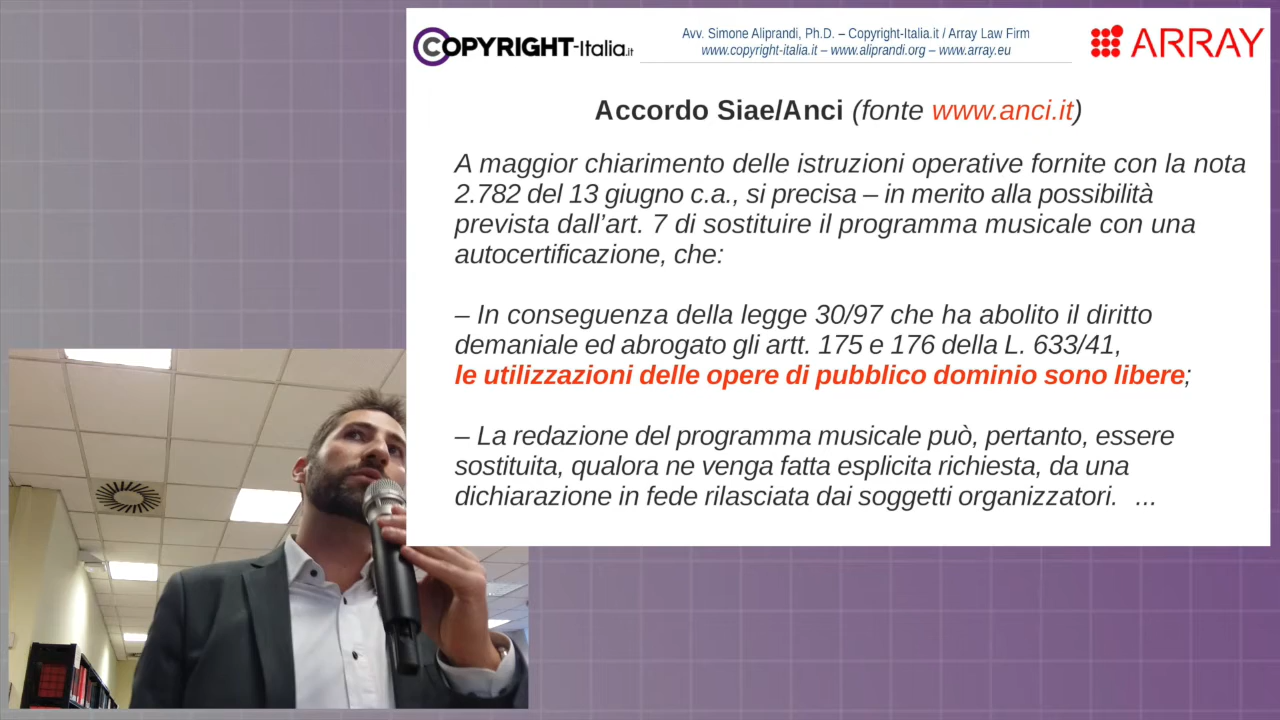 COPYRIGHT-Italia.it
Avv. Simone Aliprandi, Ph.D. – Copyright-Italia.it / Array Law Firm
www.copyright-italia.it – www.aliprandi.org – www.array.eu
ARRAY
Accordo Siae/Anci (fonte www.anci.it)
A maggior chiarimento delle istruzioni operative fornite con la nota
2.782 del 13 giugno c.a., si precisa – in merito alla possibilità
prevista dall’art. 7 di sostituire il programma musicale con una
autocertificazione, che:
– In conseguenza della legge 30/97 che ha abolito il diritto
demaniale ed abrogato gli artt. 175 e 176 della L. 633/41,
le utilizzazioni delle opere di pubblico dominio sono libere;
– La redazione del programma musicale può, pertanto, essere
sostituita, qualora ne venga fatta esplicita richiesta, da una
dichiarazione in fede rilasciata dai soggetti organizzatori. ...